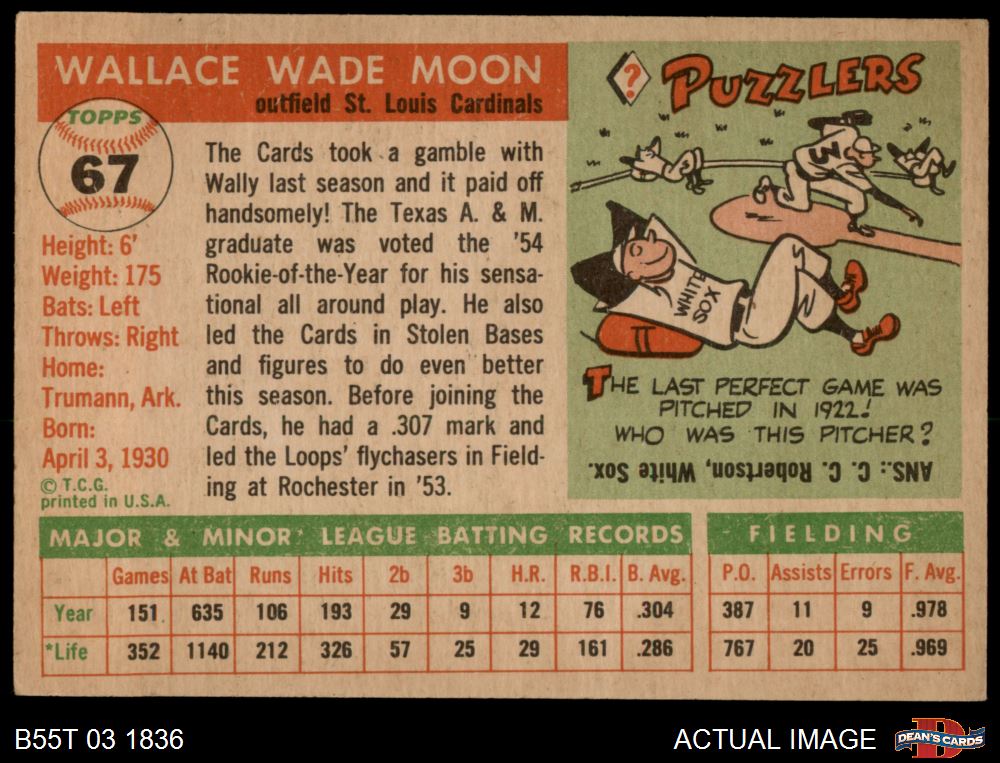 WALLACE WADE MOON
outfield St. Louis Cardinals
TOPPS
67
Height: 6'
Weight: 175
Bats: Left
Throws: Right
Home:
Trumann, Ark.
Born:
April 3, 1930
© T.C.G.
printed in U.S.A.
The Cards took a gamble with
Wally last season and it paid off
handsomely! The Texas A. & M.
graduate was voted the '54
Rookie-of-the-Year for his sensa-
tional all around play. He also
led the Cards in Stolen Bases
and figures to do even better
this season. Before joining the
Cards, he had a .307 mark and
led the Loops' flychasers in Field-
ing at Rochester in '53.
? PUZZLERS
3
WHITE
SOX
THE LAST PERFECT GAME WAS
PITCHED IN 1922!
WHO WAS THIS PITCHER?
ANS.: C. C. Robertson, White Sox.
MAJOR & MINOR LEAGUE BATTING RECORDS
Games At Bat Runs Hits 2b 3b H.R. R.B.I. B. Avg.
Year 151 635 106 193 29 9 12 76 .304
*Life 352 1140 212 326 57 25 29 161 .286
FIELDING
P.O. Assists Errors F. Avg.
387 11 9 .978
767 20 25 .969
B55T 03 1836
ACTUAL IMAGE
DEAN'S CARDS